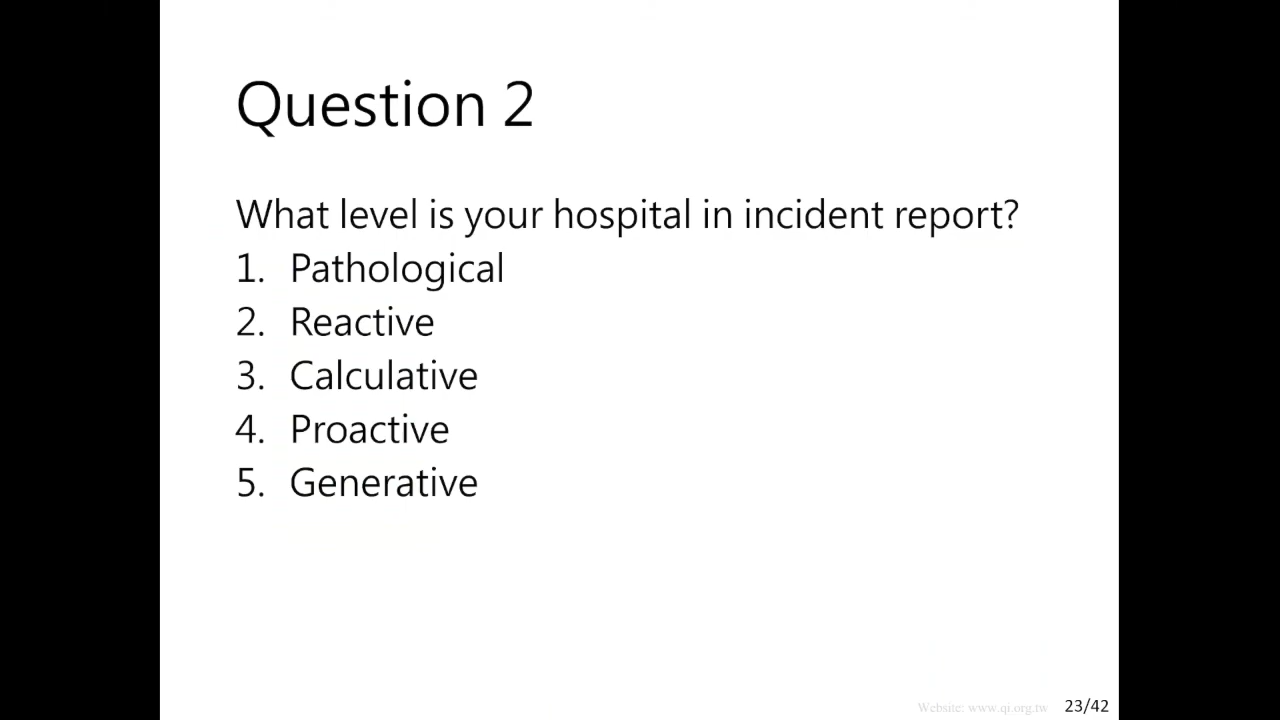 Question 2
What level is your hospital in incident report?
1. Pathological
2. Reactive
3. Calculative
4. Proactive
5. Generative
Website: www.qi.org.tw 23/42